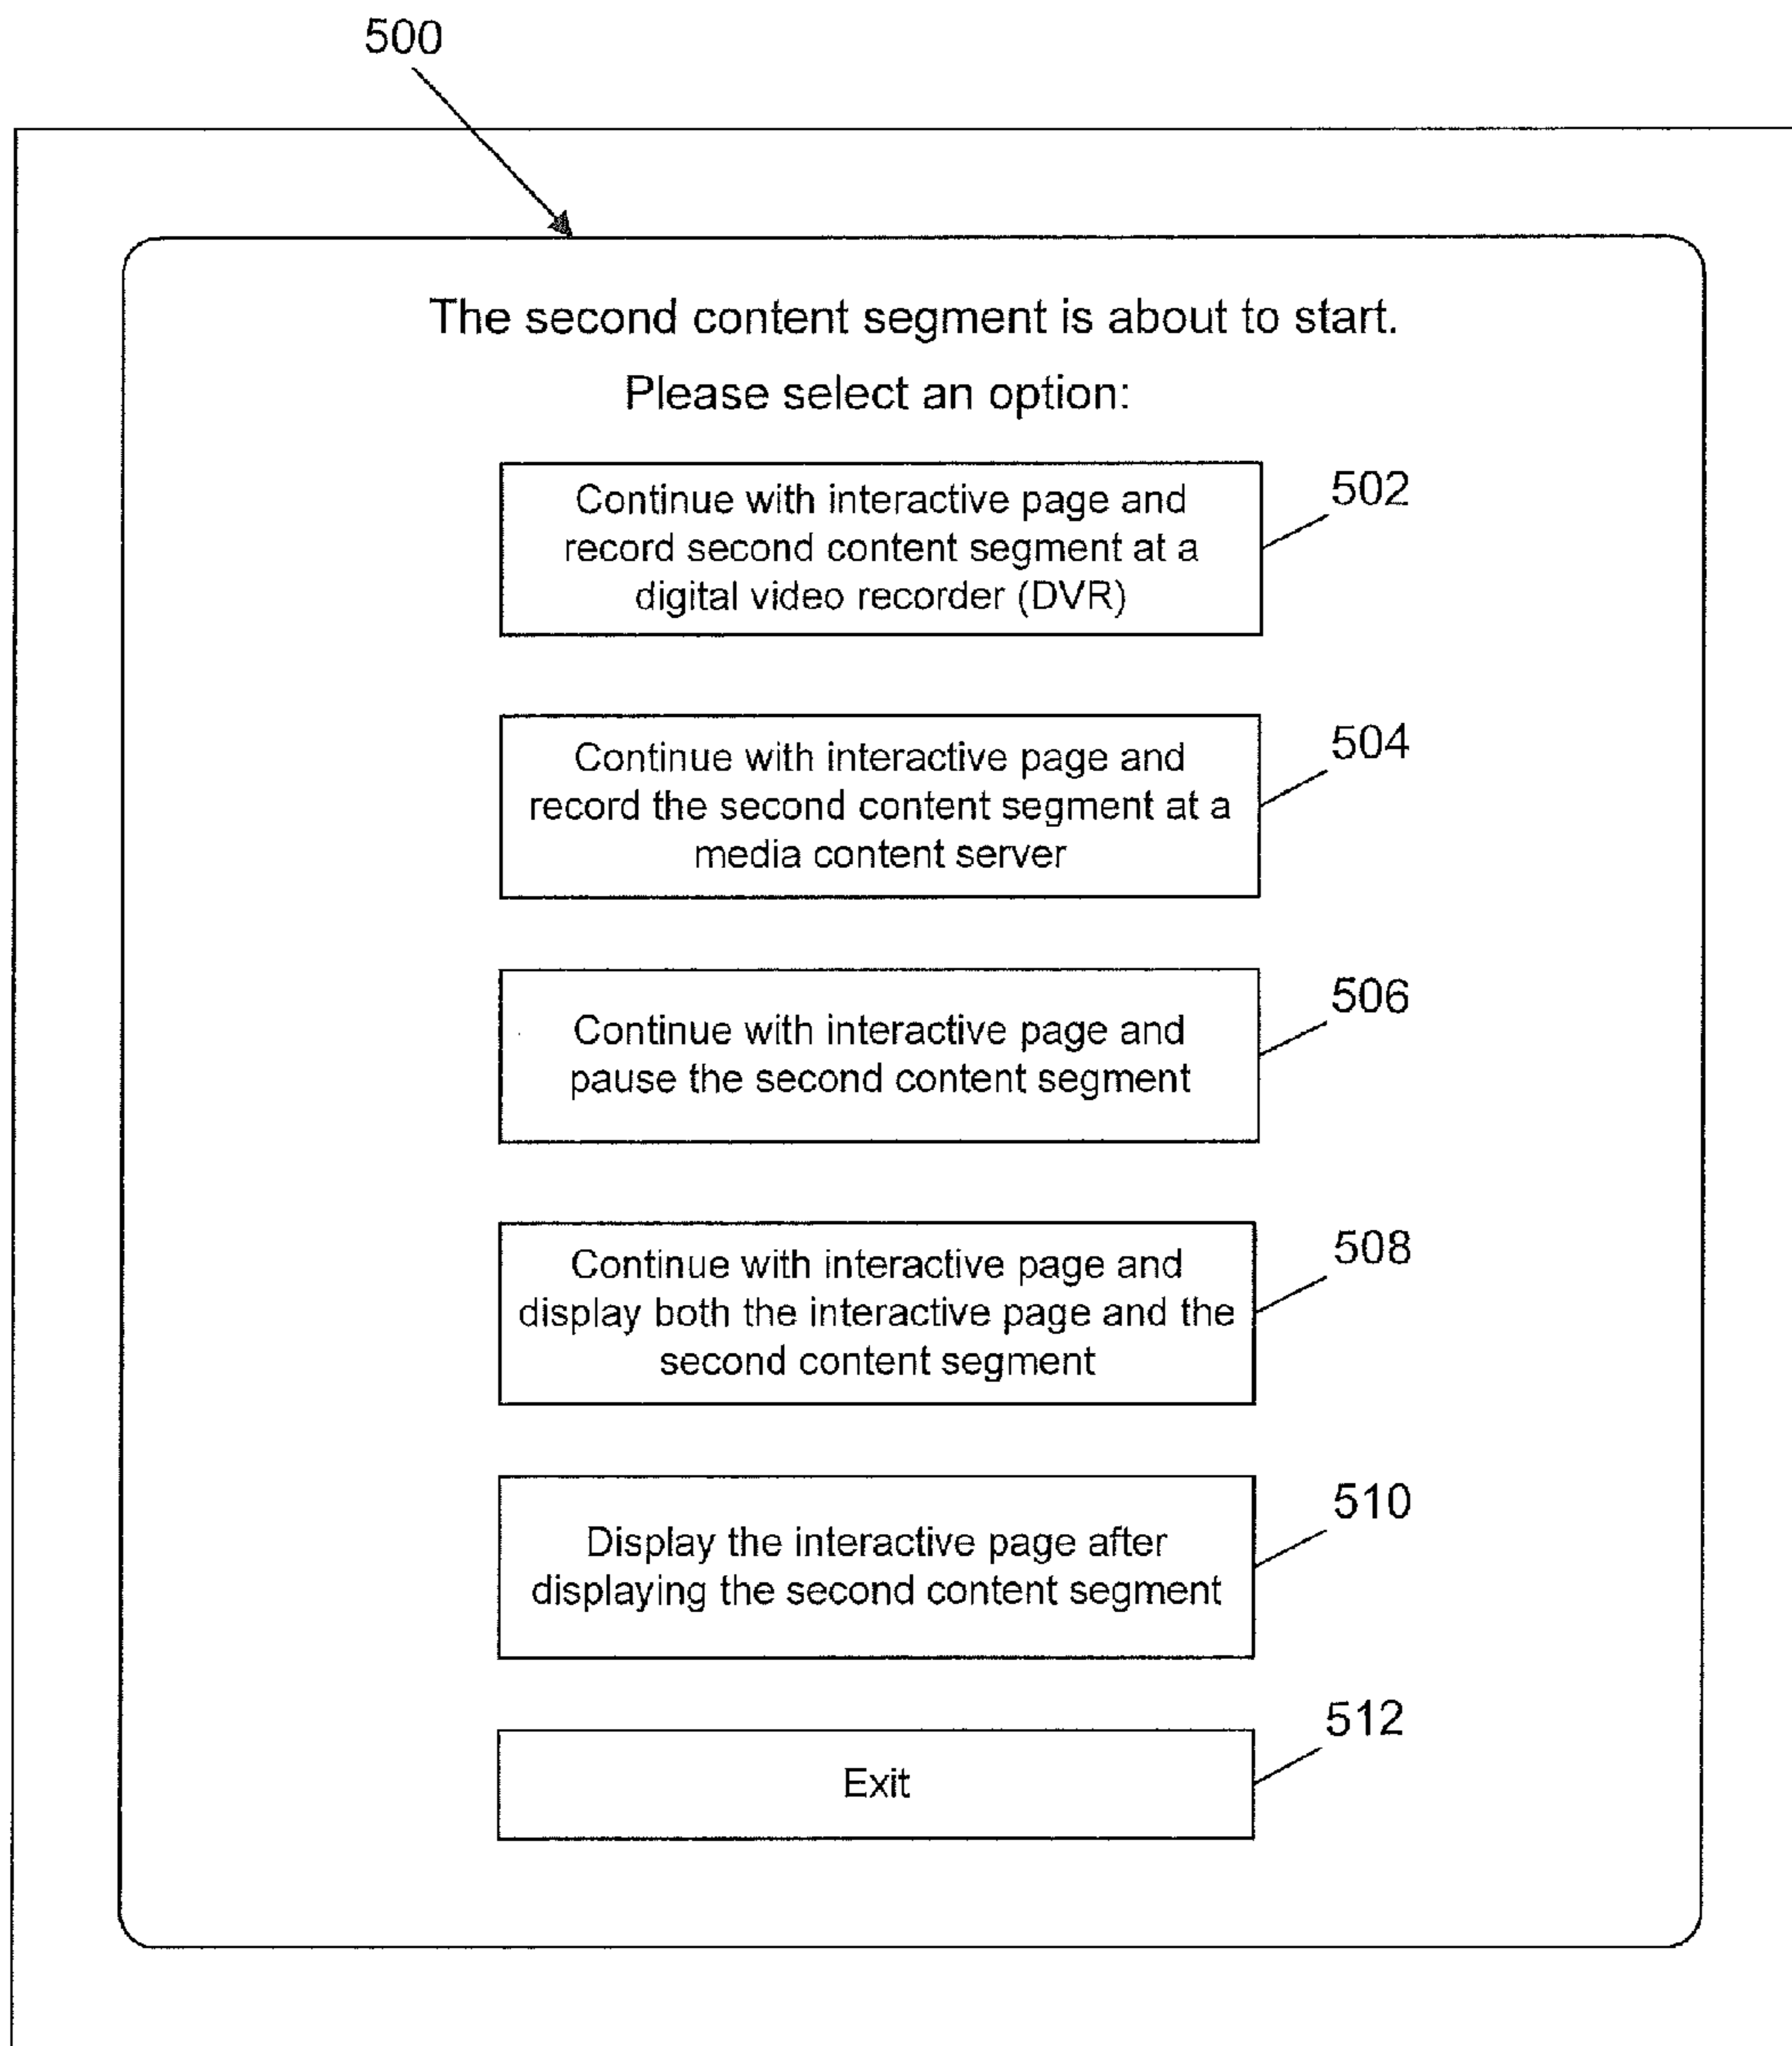 500
The second content segment is about to start.
Please select an option:
Continue with interactive page and
record second content segment at a
digital video recorder (DVR)
502
Continue with interactive page and
record the second content segment at a
media content server
504
Continue with interactive page and
pause the second content segment
506
Continue with interactive page and
display both the interactive page and the
second content segment
508
Display the interactive page after
displaying the second content segment
510
Exit
512